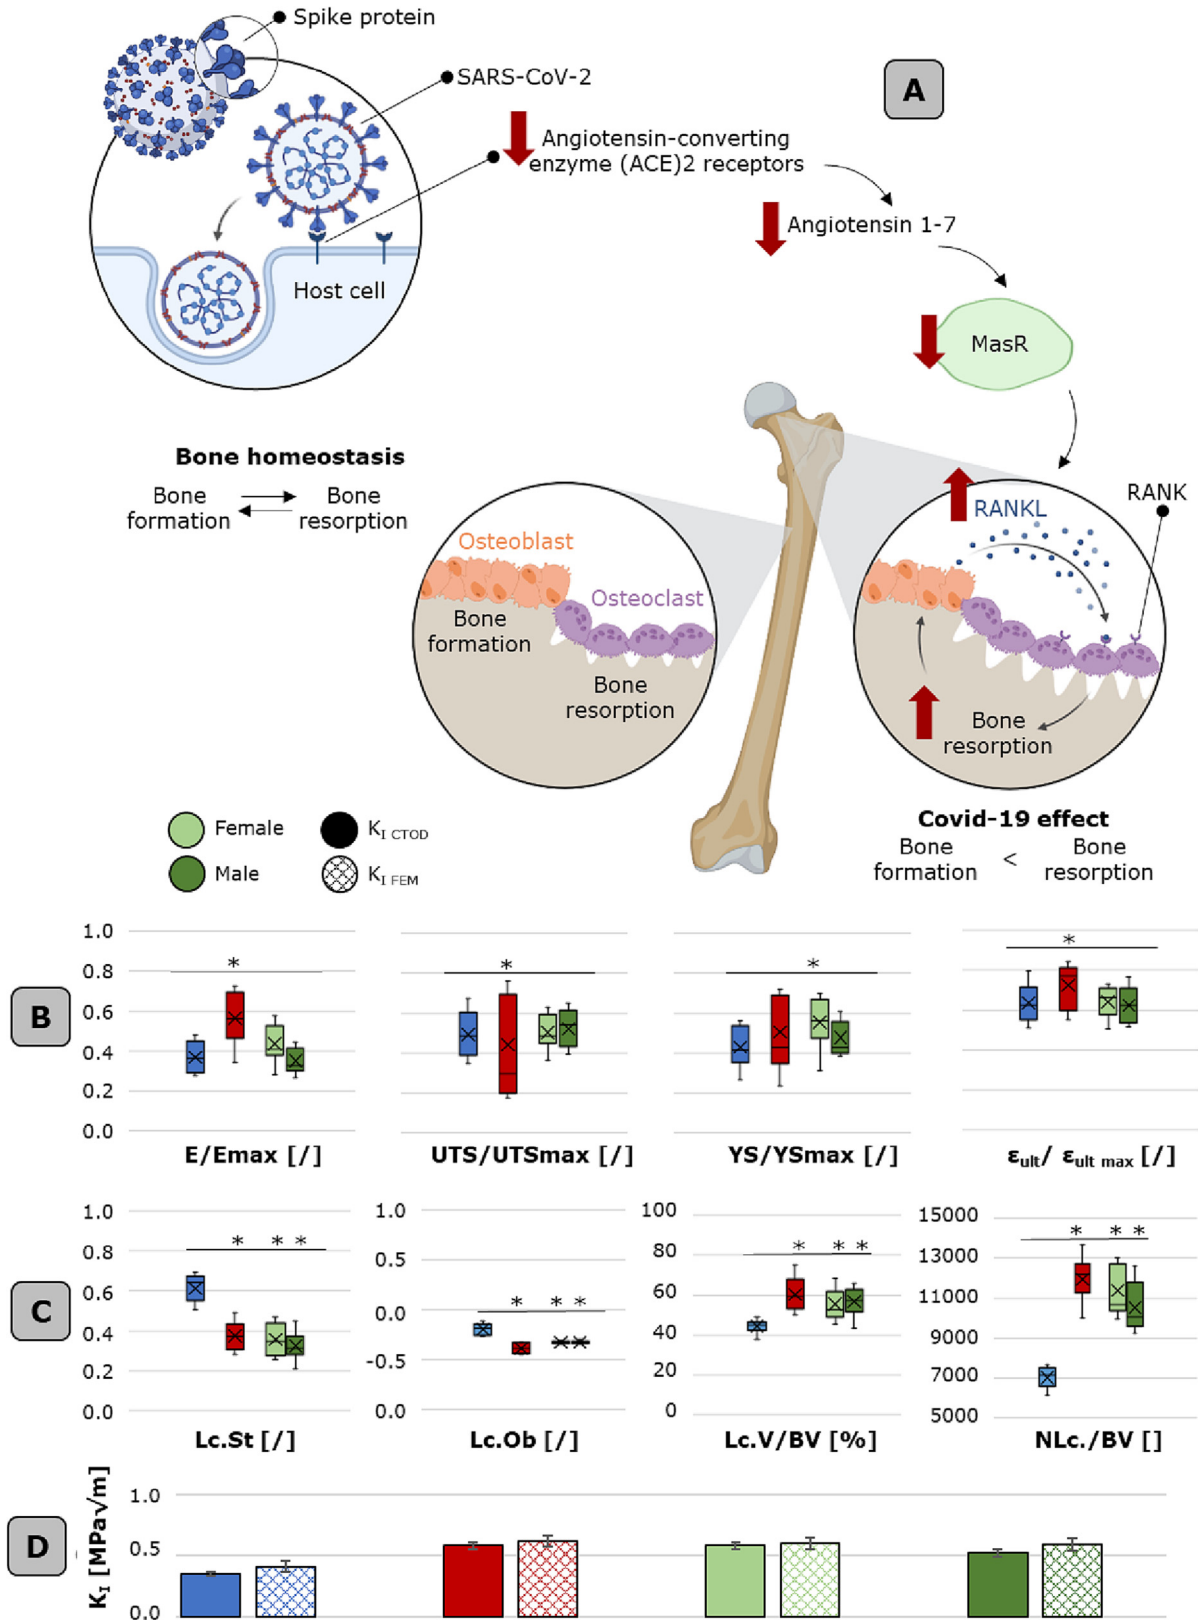 Spike protein
SARS-CoV-2
A
Angiotensin-converting
enzyme (ACE)2 receptors
Angiotensin 1-7
Host cell
MasR
Bone homeostasis
Bone
formation
Bone
resorption
RANKL
RANK
Osteoblast
Bone
formation
Osteoclast
Bone
resorption
Bone
resorption
Female
Male
K I CTOD
K I FEM
Covid-19 effect
Bone
formation
<
Bone
resorption
B
1.0
0.8
0.6
0.4
0.2
0.0
*
*
*
*
E/Emax [/]
UTS/UTSmax [/]
YS/YSmax [/]
εult/ εult max [/]
C
1.0
0.8
0.6
0.4
0.2
0.0
* * *
Lc.St [/]
1.0
0.5
0.0
-0.5
0.0
* * *
Lc.Ob [/]
100
80
60
40
20
0
* * *
Lc.V/BV [%]
15000
13000
11000
9000
7000
5000
* * *
NLc./BV []
D
KI [MPa√m]
1.0
0.5
0.0